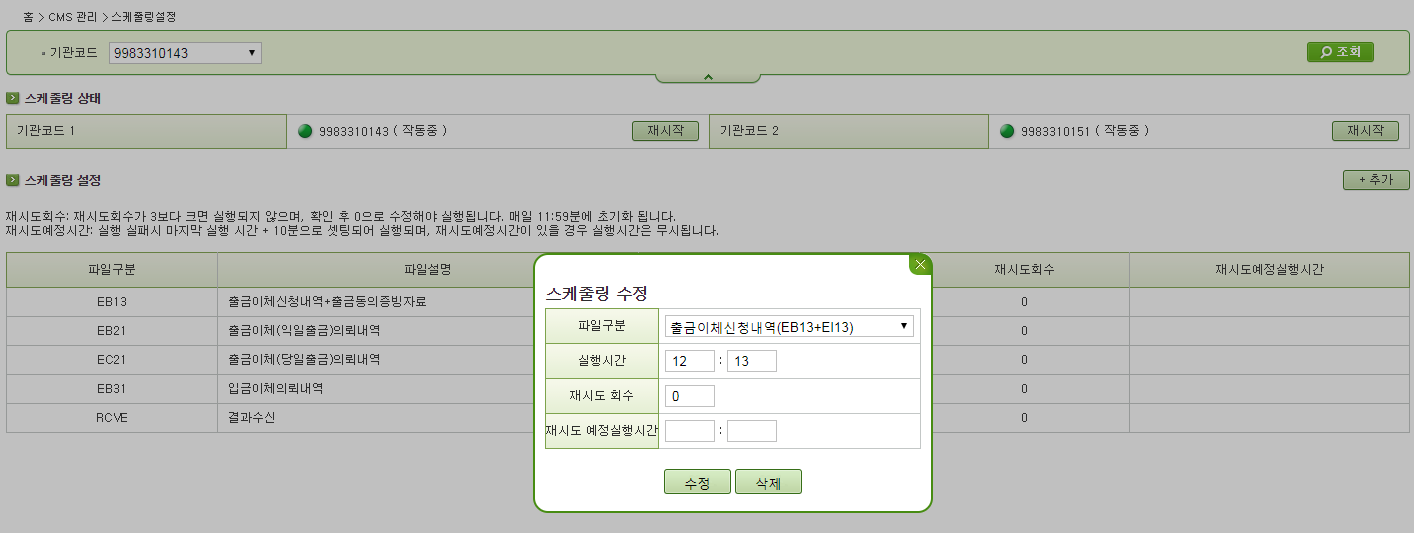 홈 > CMS 관리 > 스케줄링설정
기관코드 9983310143 조회
스케줄링 상태
기관코드 1 9983310143 ( 작동중 ) 재시작 기관코드 2 9983310151 ( 작동중 ) 재시작
스케줄링 설정 + 추가
재시도회수: 재시도회수가 3보다 크면 실행되지 않으며, 확인 후 0으로 수정해야 실행됩니다. 매일 11:59분에 초기화 됩니다.
재시도예정시간: 실행 실패시 마지막 실행 시간 + 10분으로 셋팅되어 실행되며, 재시도예정시간이 있을 경우 실행시간은 무시됩니다.
파일구분 파일설명 재시도회수 재시도예정실행시간
EB13 출금이체신청내역+출금동의증빙자료 0
EB21 출금이체(익일출금)의뢰내역 0
EC21 출금이체(당일출금)의뢰내역 0
EB31 입금이체의뢰내역 0
RCVE 결과수신 0
스케줄링 수정
파일구분 출금이체신청내역(EB13+EI13)
실행시간 12 : 13
재시도 회수 0
재시도 예정실행시간 :
수정 삭제